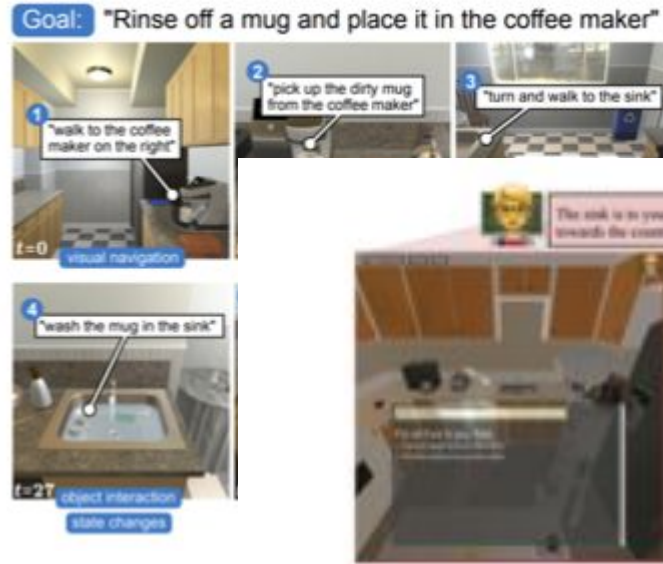 Goal: "Rinse off a mug and place it in the coffee maker"
1
"walk to the coffee
maker on the right"
t=0
visual navigation
2
"pick up the dirty mug
from the coffee maker"
3
"turn and walk to the sink"
The sink is to you
towards the count
4
"wash the mug in the sink"
t=27
object interaction
state changes